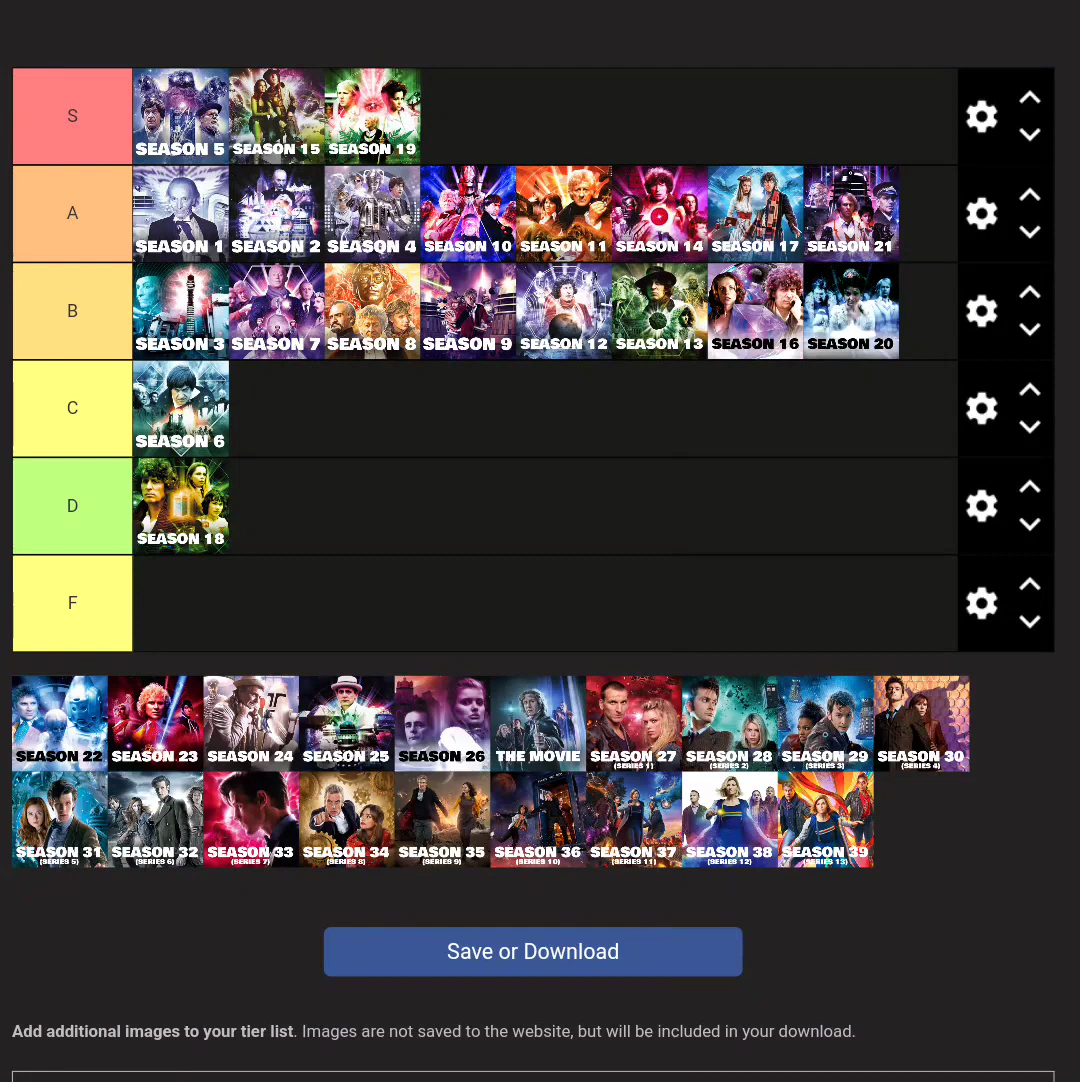 S
SEASON 5 SEASON 15 SEASON 19
A
SEASON 1 SEASON 2 SEASON 4 SEASON 10 SEASON 11 SEASON 14 SEASON 17 SEASON 21
B
SEASON 3 SEASON 7 SEASON 8 SEASON 9 SEASON 12 SEASON 13 SEASON 16 SEASON 20
C
SEASON 6
D
SEASON 18
F
SEASON 22 SEASON 23 SEASON 24 SEASON 25 SEASON 26 THE MOVIE SEASON 27 SEASON 28 SEASON 29 SEASON 30
(SERIES 1) (SERIES 2) (SERIES 3) (SERIES 4)
SEASON 31 SEASON 32 SEASON 33 SEASON 34 SEASON 35 SEASON 36 SEASON 37 SEASON 38 SEASON 39
(SERIES 5) (SERIES 6) (SERIES 7) (SERIES 8) (SERIES 9) (SERIES 10) (SERIES 11) (SERIES 12) (SERIES 13)
Save or Download
Add additional images to your tier list. Images are not saved to the website, but will be included in your download.